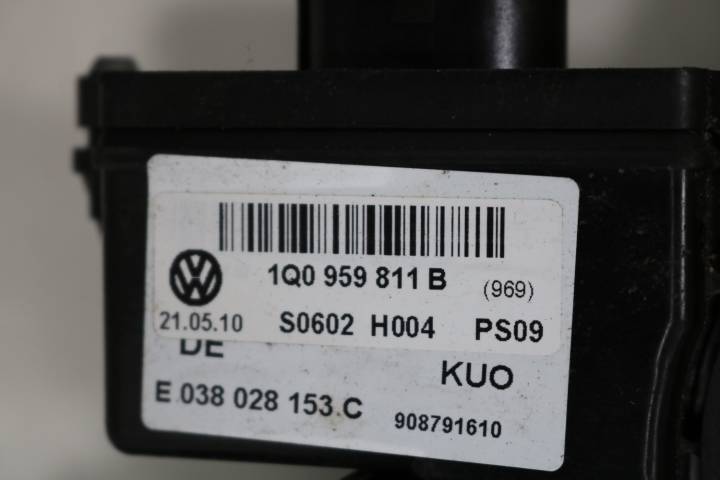 1Q0 959 811 B (969)
21.05.10 S0602 H004 PS09
DE
KUO
E.038 028 153.C 908791610